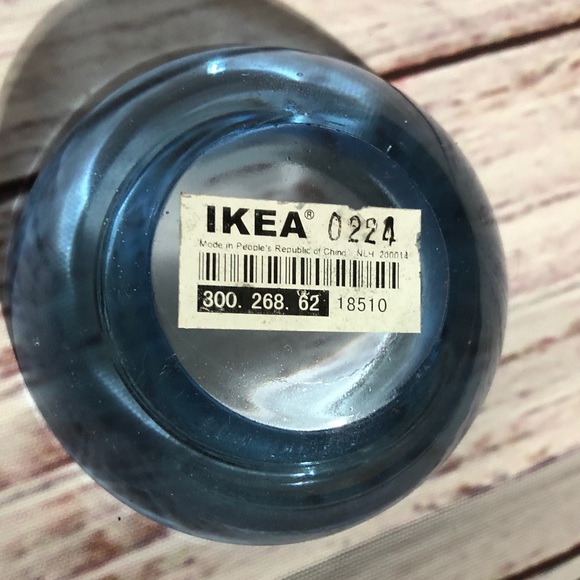 IKEA® 0224
Made in People's Republic of China NLH 200014
300. 268. 62 18510